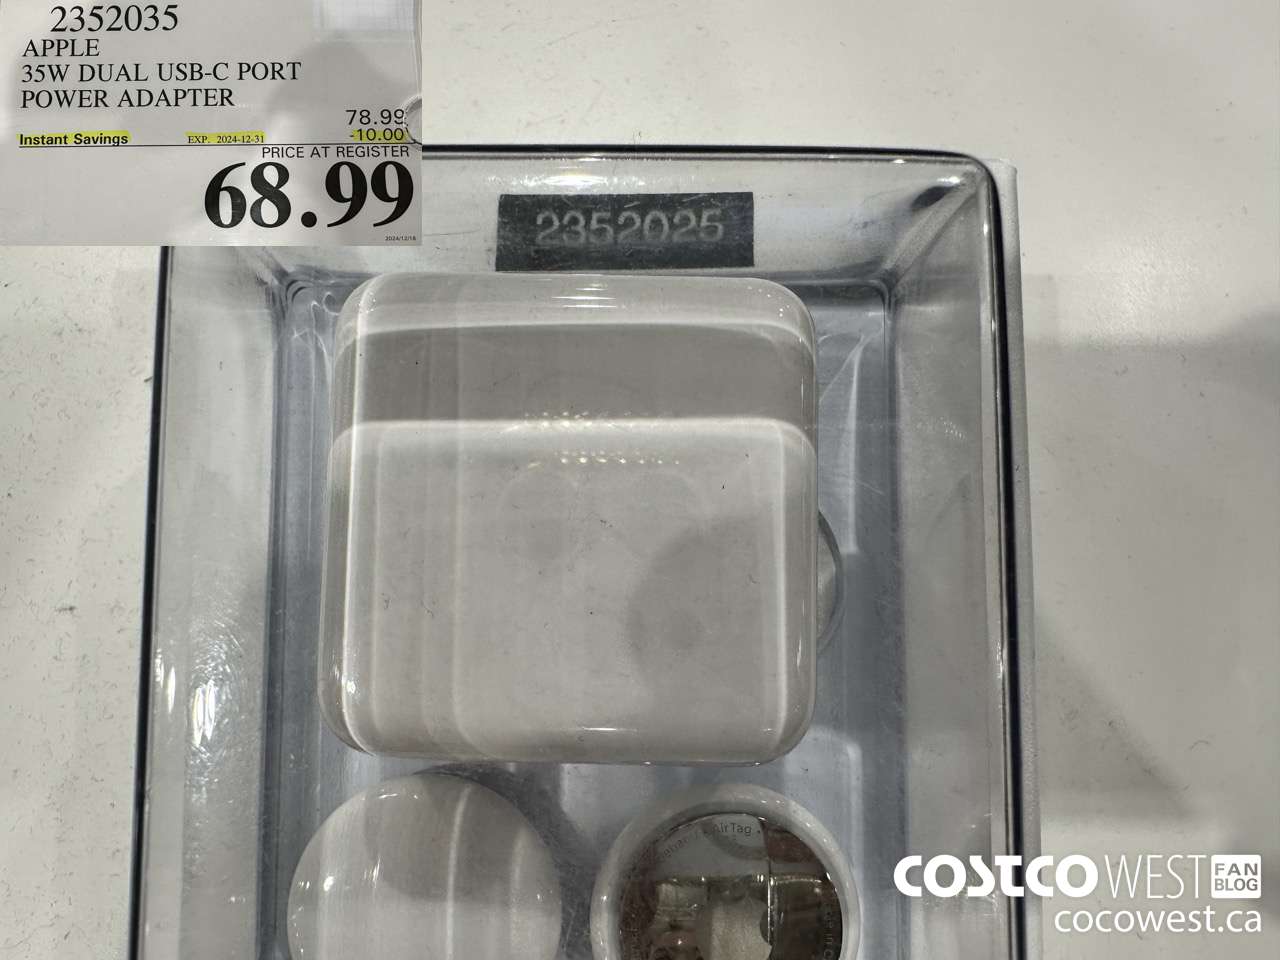 2352035
APPLE
35W DUAL USB-C PORT
POWER ADAPTER
78.99
Instant Savings EXP. 2024-12-31 -10.00
PRICE AT REGISTER
68.99
2024/12/16
2352025
AirTag
COSTCO WEST FAN BLOG
cocowest.ca